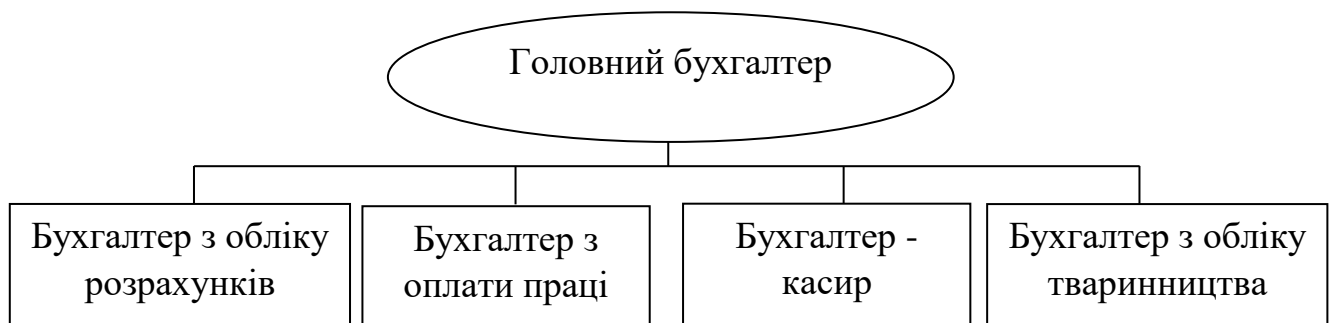 Головний бухгалтер
Бухгалтер з обліку
розрахунків
Бухгалтер з
оплати праці
Бухгалтер -
касир
Бухгалтер з обліку
тваринництва